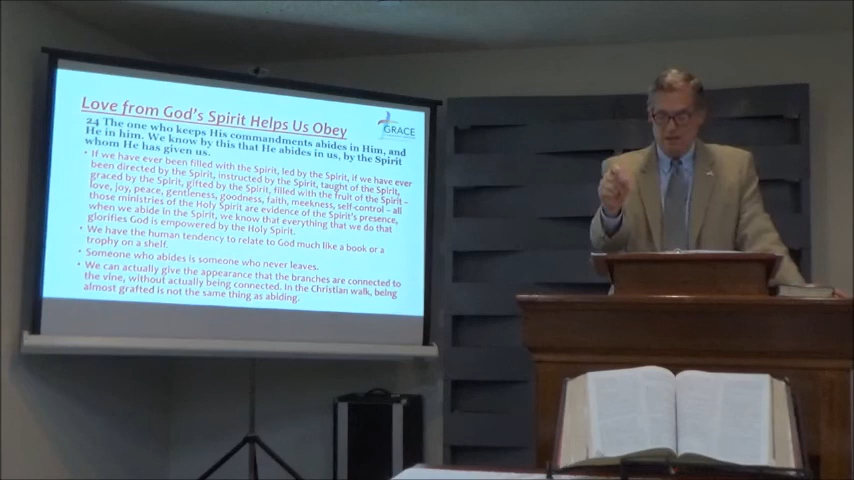 Love from God's Spirit Helps Us Obey
GRACE
24 The one who keeps His commandments abides in Him, and
He in him. We know by this that He abides in us, by the Spirit
whom He has given us.
• If we have ever been filled with the Spirit, led by the Spirit, if we have ever
been directed by the Spirit, instructed by the Spirit, taught of the Spirit,
graced by the Spirit, gifted by the Spirit, filled with the fruit of the Spirit –
love, joy, peace, gentleness, goodness, faith, meekness, self-control – all
those ministries of the Holy Spirit are evidence of the Spirit's presence,
when we abide in the Spirit, we know that everything that we do that
glorifies God is empowered by the Holy Spirit.
• We have the human tendency to relate to God much like a book or a
trophy on a shelf.
• Someone who abides is someone who never leaves.
• We can actually give the appearance that the branches are connected to
the vine, without actually being connected. In the Christian walk, being
almost grafted is not the same thing as abiding.